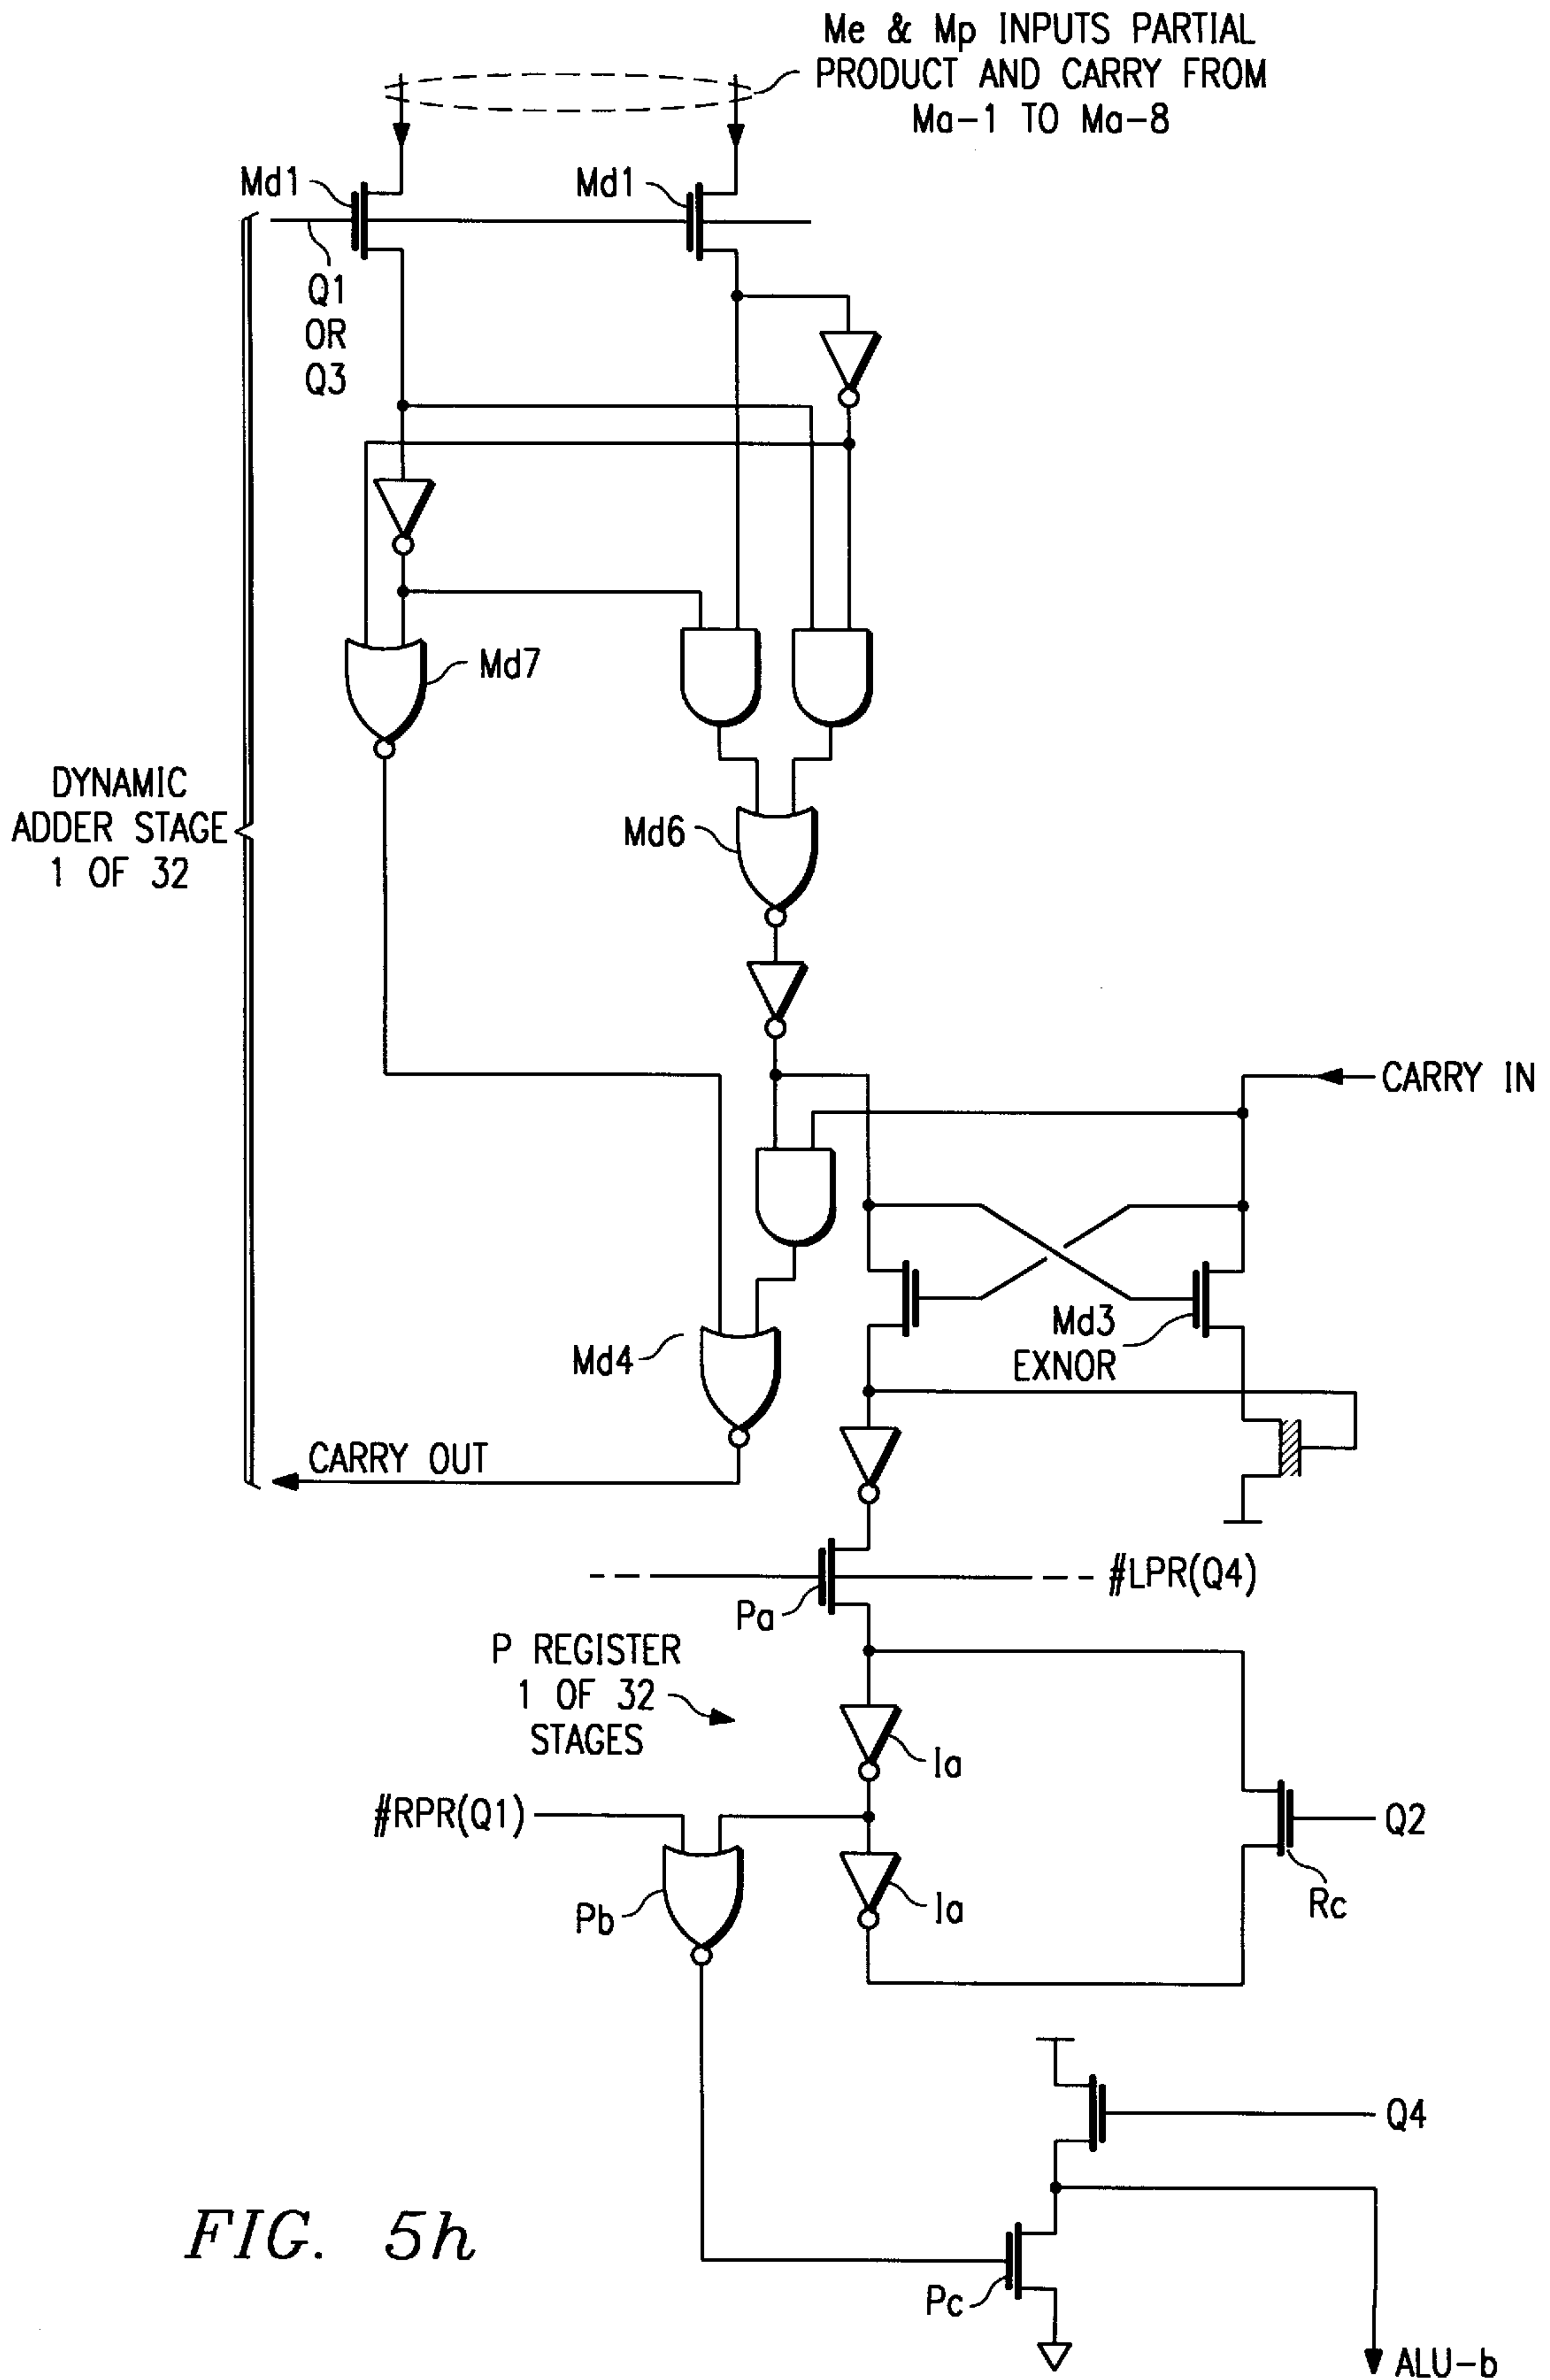 Me & Mp INPUTS PARTIAL
PRODUCT AND CARRY FROM
Ma-1 TO Ma-8
Md1
Md1
Q1
OR
Q3
Md7
DYNAMIC
ADDER STAGE
1 OF 32
Md6
CARRY IN
Md3
EXNOR
Md4
CARRY OUT
#LPR(Q4)
Pa
P REGISTER
1 OF 32
STAGES
Ia
#RPR(Q1)
Q2
Pb
Ia
Rc
Q4
FIG. 5h
Pc
ALU-b